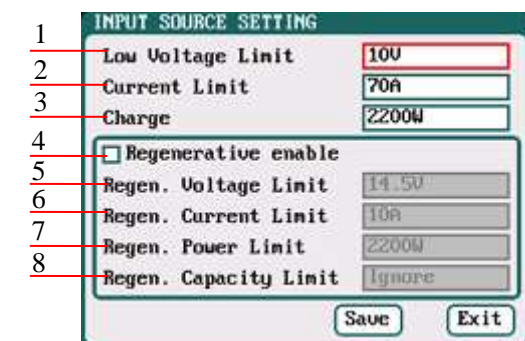 INPUT SOURCE SETTING
1 Low Voltage Limit 10V
2 Current Limit 70A
3 Charge 2200W
4 Regenerative enable
5 Regen. Voltage Limit 14.5V
6 Regen. Current Limit 10A
7 Regen. Power Limit 2200W
8 Regen. Capacity Limit Ignore
Save Exit